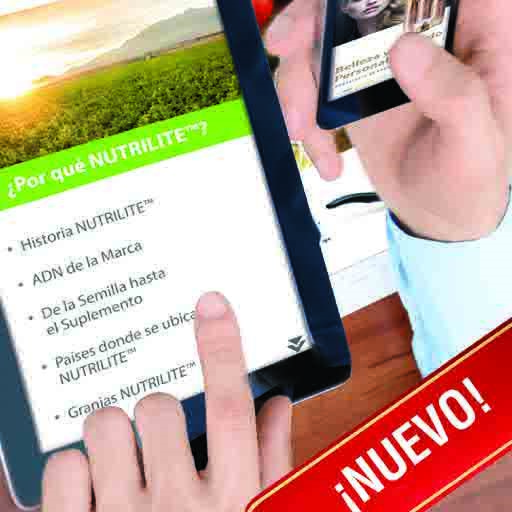 ¿Por qué NUTRILITE™?
• Historia NUTRILITE™
• ADN de la Marca
• De la Semilla hasta
el Suplemento
• Países donde se ubica
NUTRILITE™
• Granjas NUTRILITE™
Belleza y
Personal
¡NUEVO!